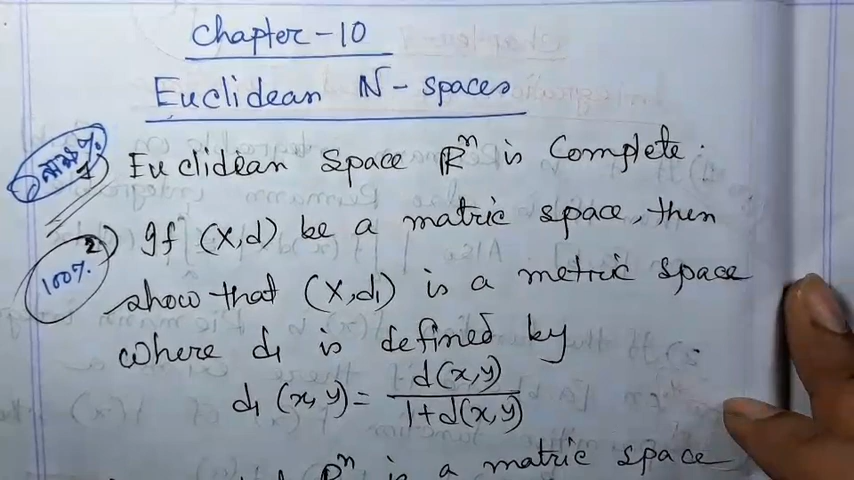 Chapter-10
Euclidean N-spaces
1) Euclidean Space ℝⁿ is Complete.
2) If (X,d) be a matric space, then
100%
show that (X,d₁) is a metric space
where d₁ is defined by
d₁ (x,y) = d(x,y) / 1+d(x,y)
ℝⁿ is a matric space